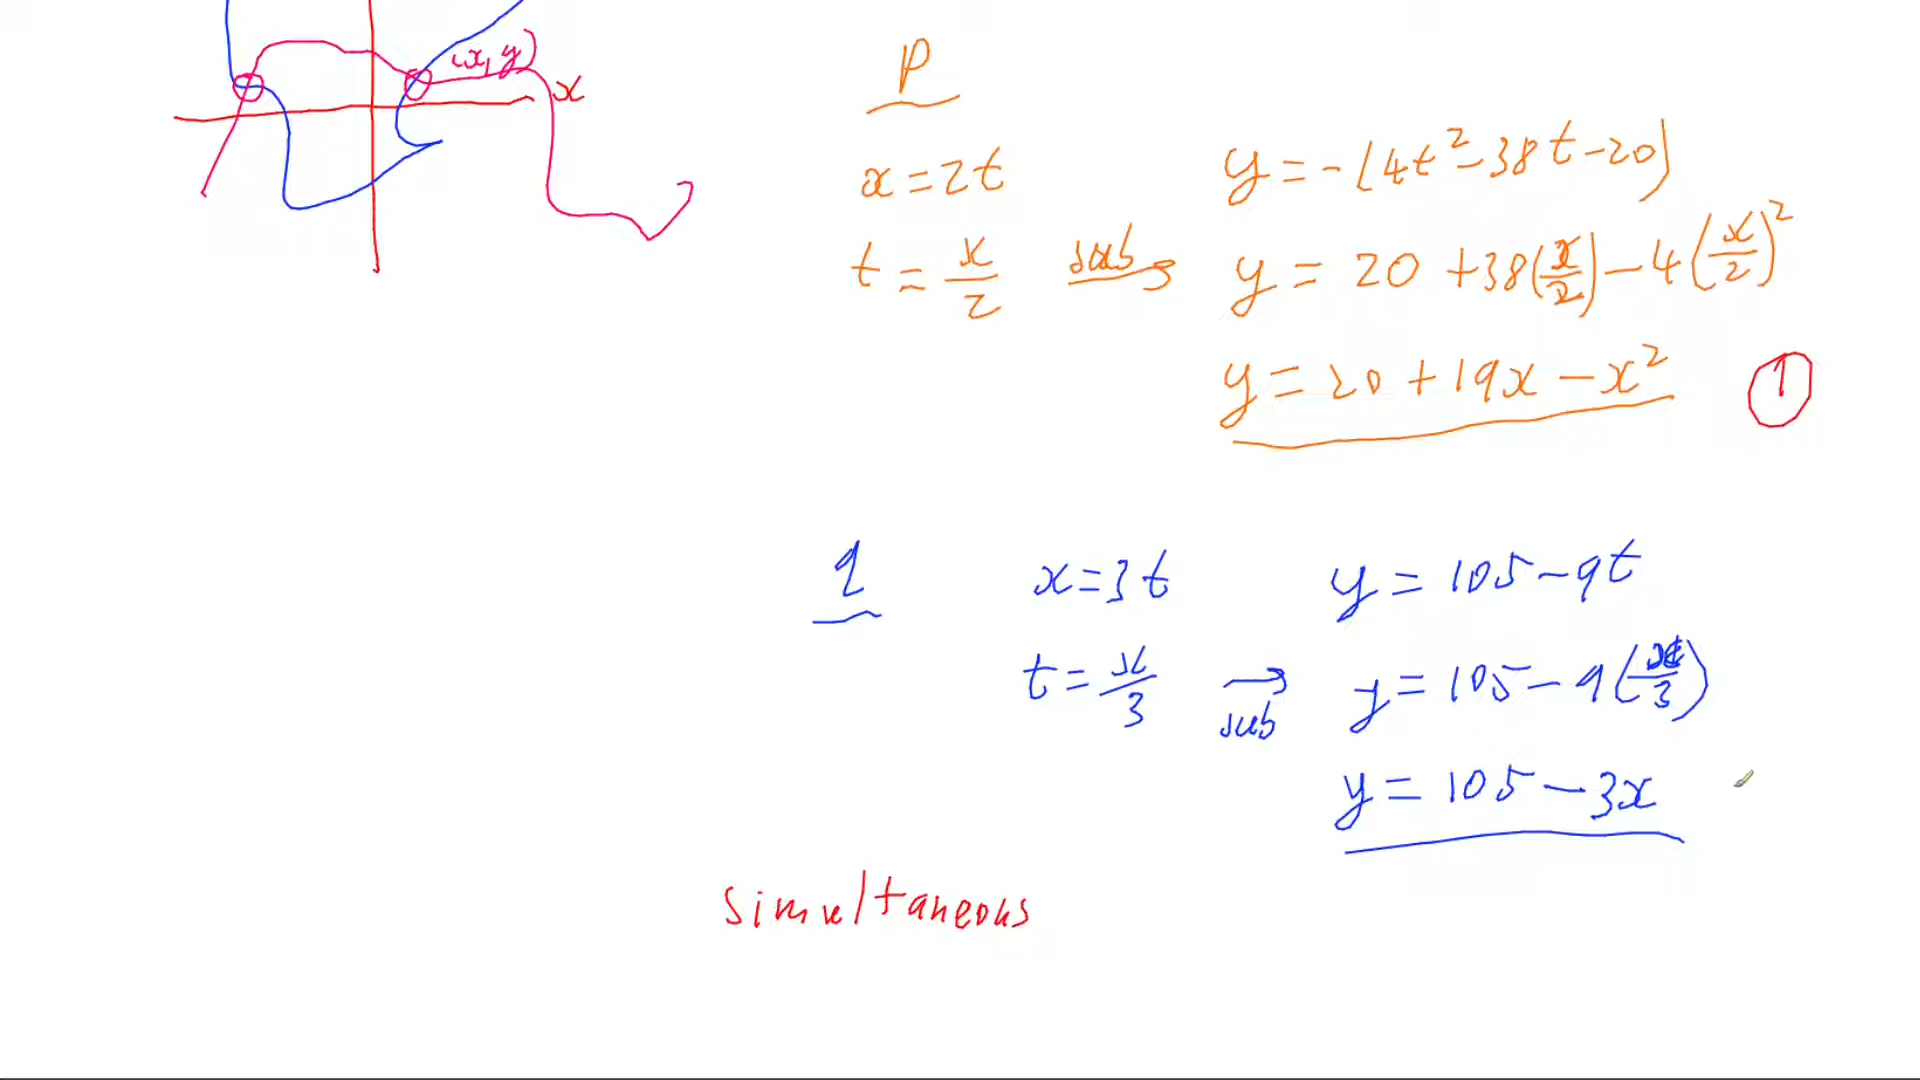 (x, y)
x
P
x = 2t
y = -(4t² - 38t - 20)
t = x/2 sub → y = 20 + 38(x/2) - 4(x/2)²
y = 20 + 19x - x² ①
q x = 3t y = 105 - 9t
t = x/3 → sub y = 105 - 9(x/3)
y = 105 - 3x
simultaneous